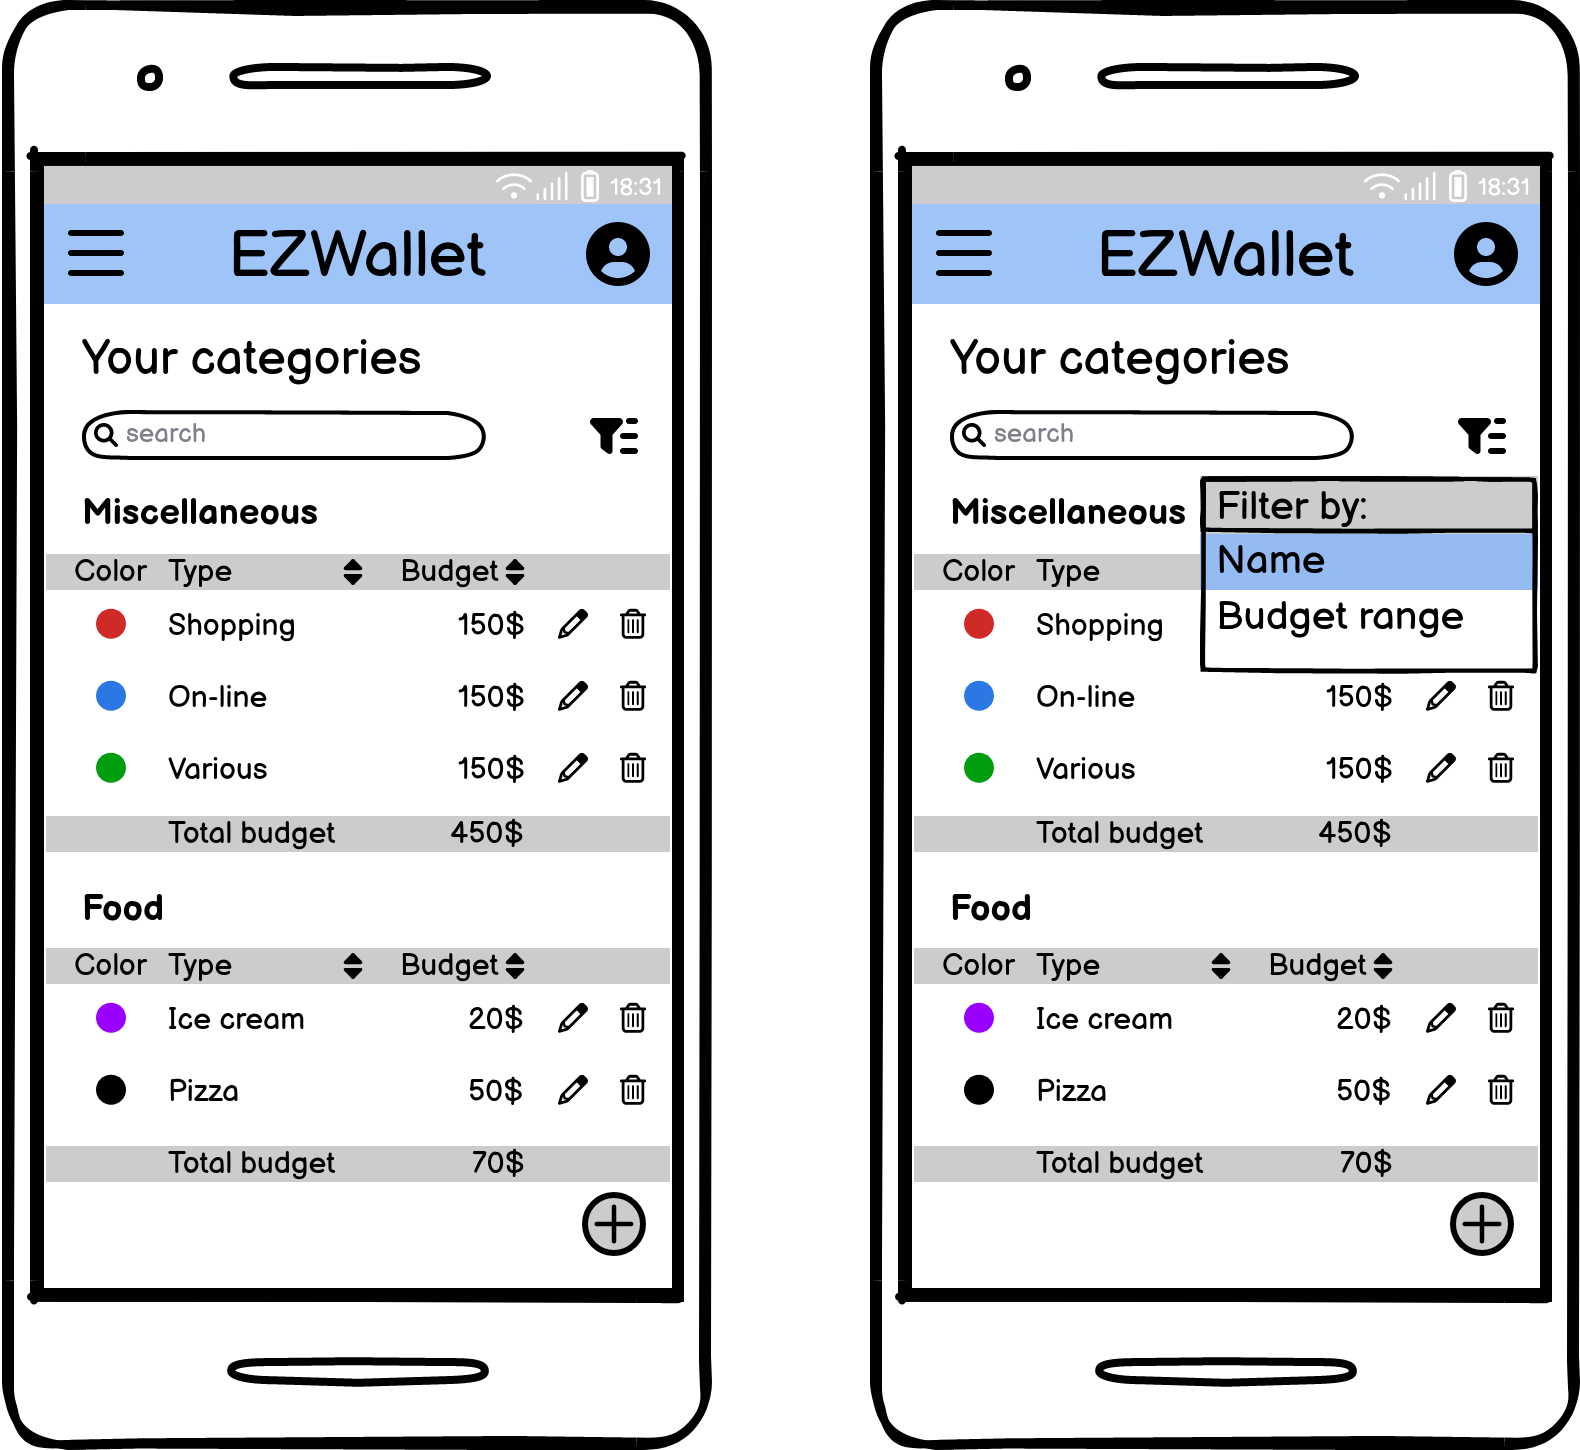 18:31
EZWallet
Your categories
search
Miscellaneous
Color Type Budget
Shopping 150$
On-line 150$
Various 150$
Total budget 450$
Food
Color Type Budget
Ice cream 20$
Pizza 50$
Total budget 70$
18:31
EZWallet
Your categories
search
Miscellaneous
Filter by:
Name
Budget range
Color Type
Shopping
On-line 150$
Various 150$
Total budget 450$
Food
Color Type Budget
Ice cream 20$
Pizza 50$
Total budget 70$